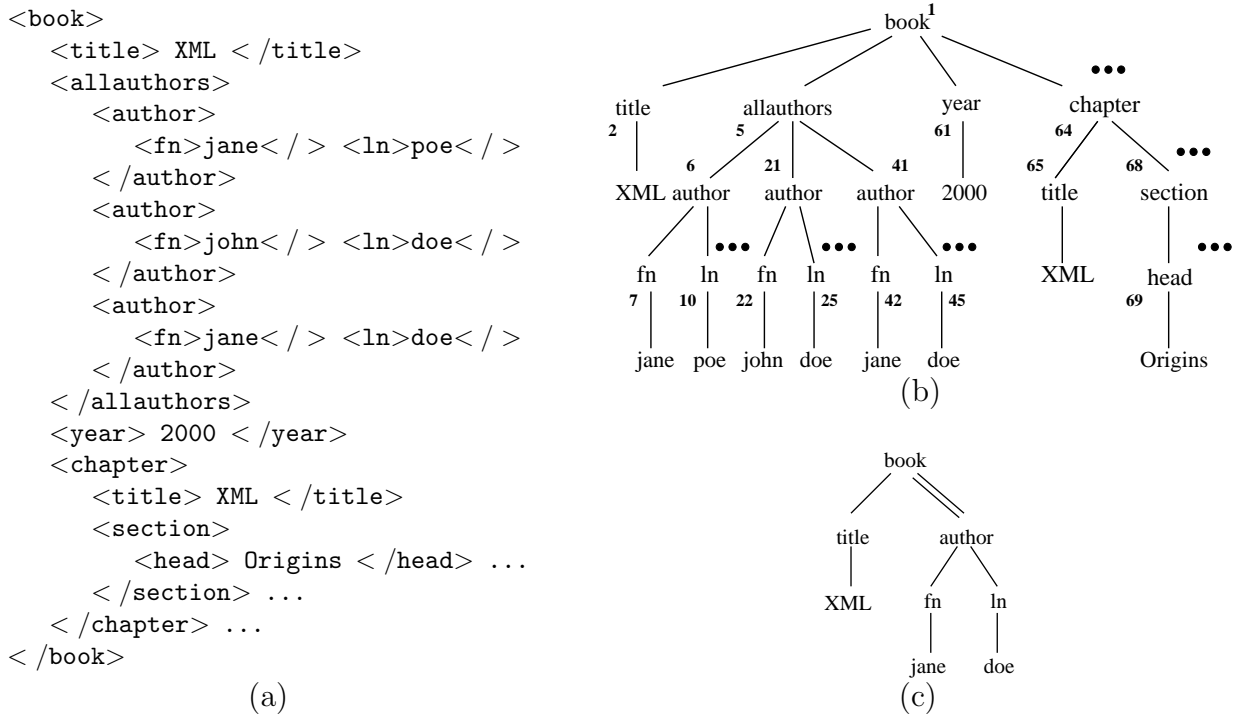 <book>
<title> XML </title>
<allauthors>
<author>
<fn>jane</ > <ln>poe</ >
</author>
<author>
<fn>john</ > <ln>doe</ >
</author>
<author>
<fn>jane</ > <ln>doe</ >
</author>
</allauthors>
<year> 2000 </year>
<chapter>
<title> XML </title>
<section>
<head> Origins </head> ...
</section> ...
</chapter> ...
</book>
(a)
book 1
title allauthors year chapter
2 5 61 64
6 21 41 65 68
XML author author author 2000 title section
fn ln fn ln fn ln XML head
7 10 22 25 42 45 69
jane poe john doe jane doe Origins
(b)
book
title author
XML fn ln
jane doe
(c)